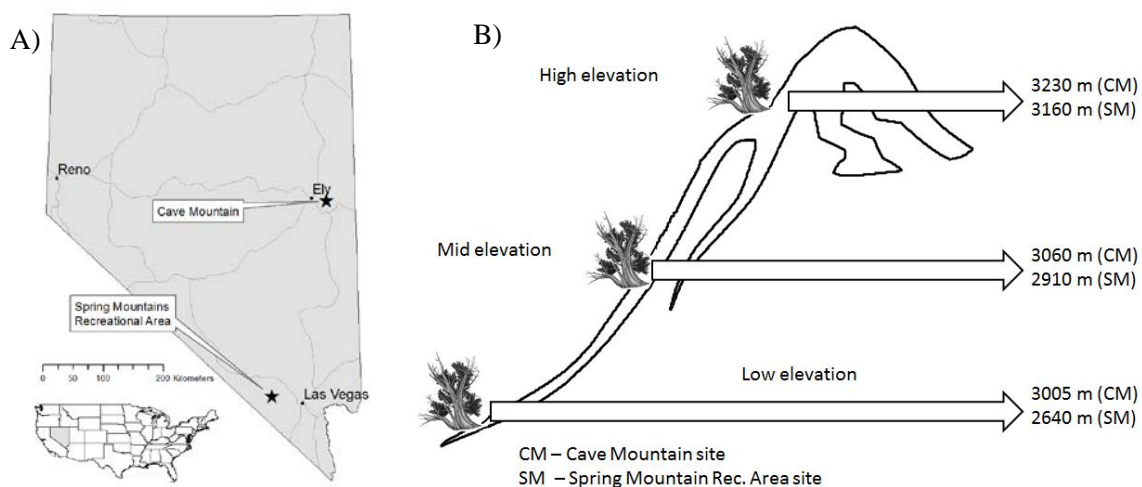 A)
Reno
Ely
Cave Mountain
Spring Mountains
Recreational Area
0 50 100 200 Kilometers
Las Vegas
B)
High elevation
3230 m (CM)
3160 m (SM)
Mid elevation
3060 m (CM)
2910 m (SM)
Low elevation
3005 m (CM)
2640 m (SM)
CM – Cave Mountain site
SM – Spring Mountain Rec. Area site